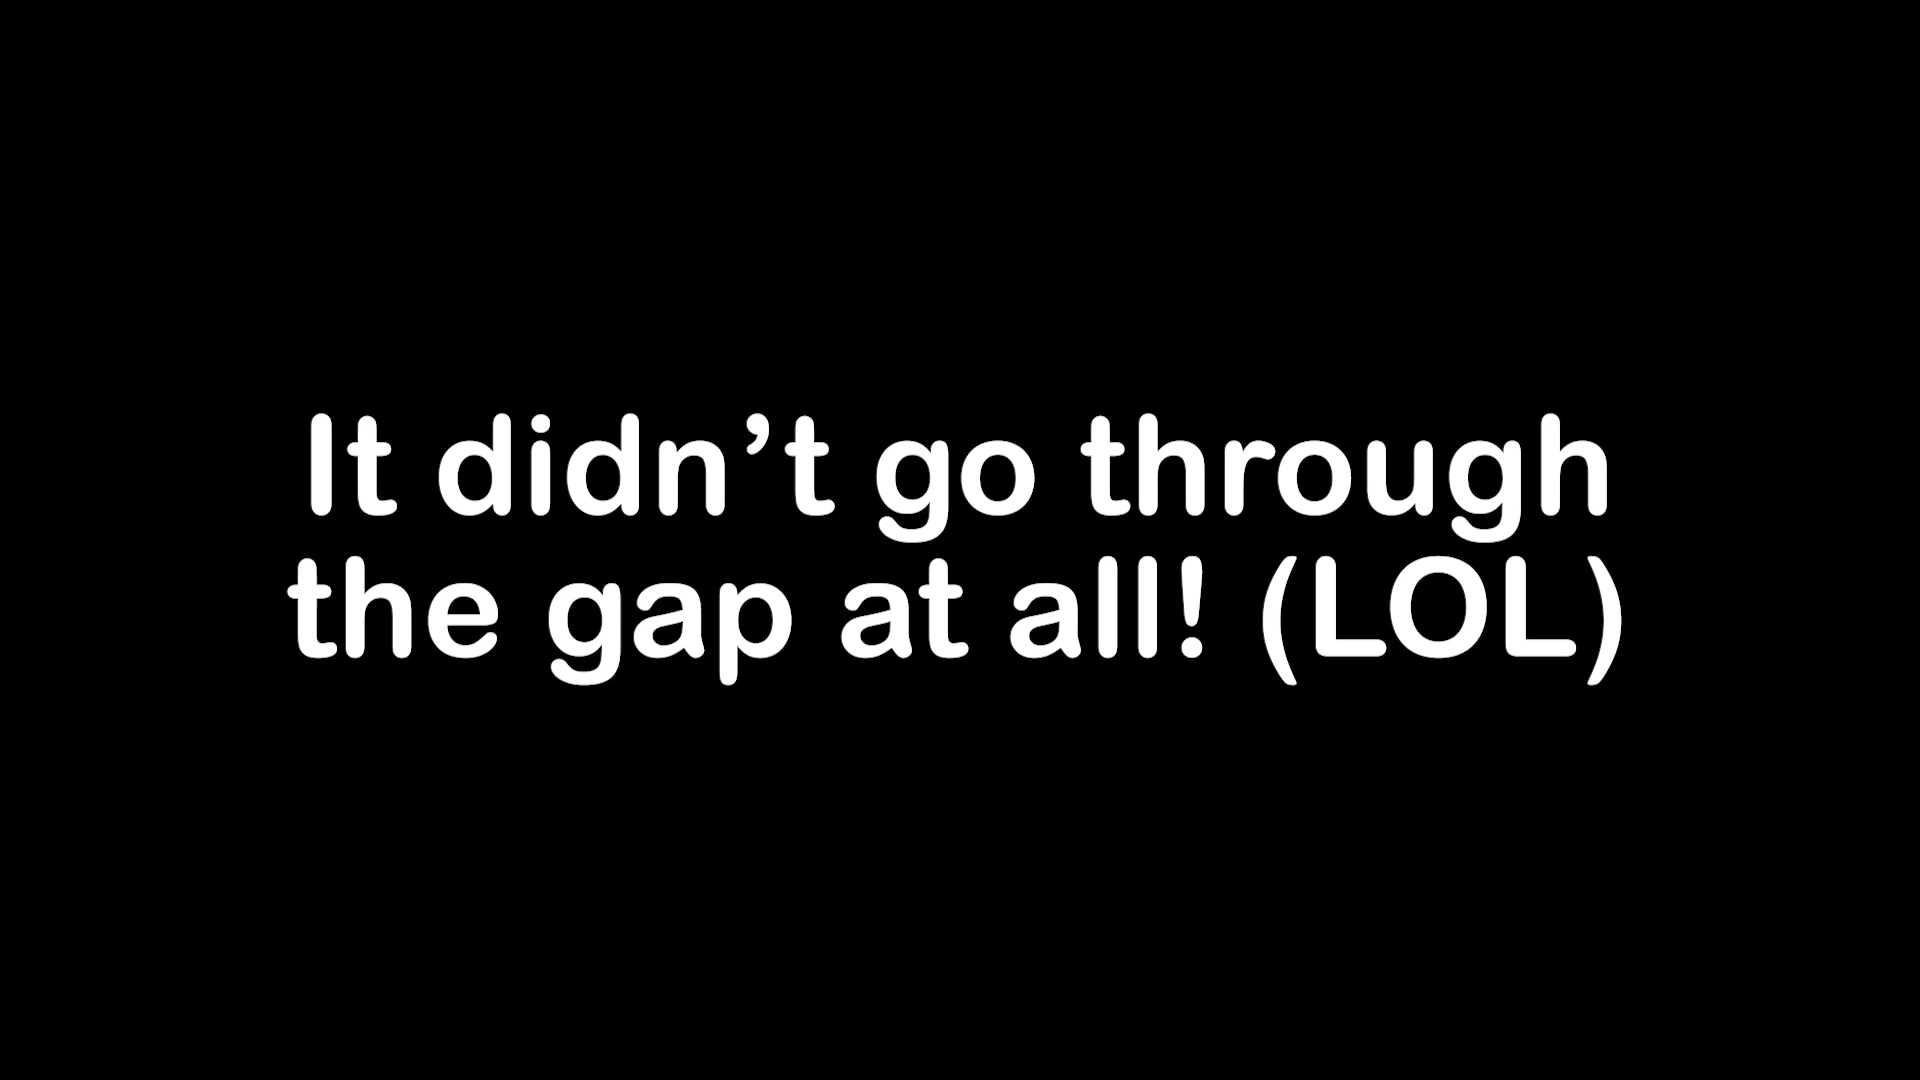 It didn’t go through
the gap at all! (LOL)